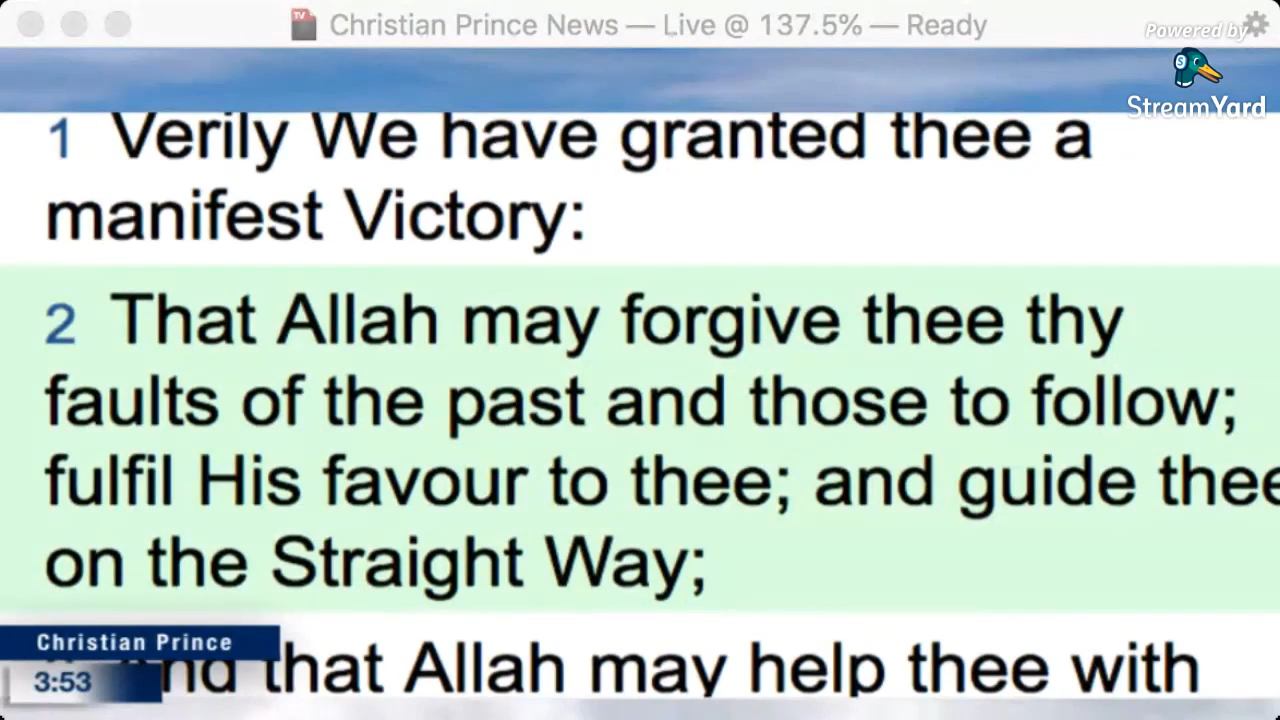 Christian Prince News — Live @ 137.5% — Ready
Powered by
StreamYard
1 Verily We have granted thee a
manifest Victory:
2 That Allah may forgive thee thy
faults of the past and those to follow;
fulfil His favour to thee; and guide thee
on the Straight Way;
and that Allah may help thee with
Christian Prince
3:53